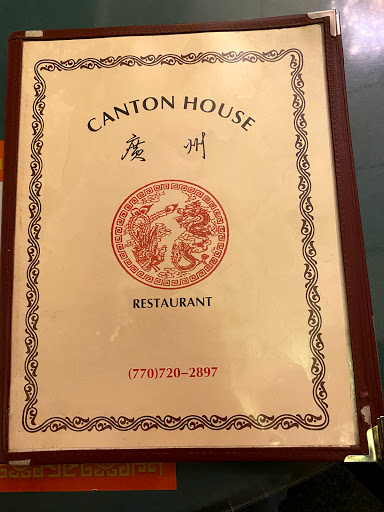 CANTON HOUSE
廣州
RESTAURANT
(770)720-2897